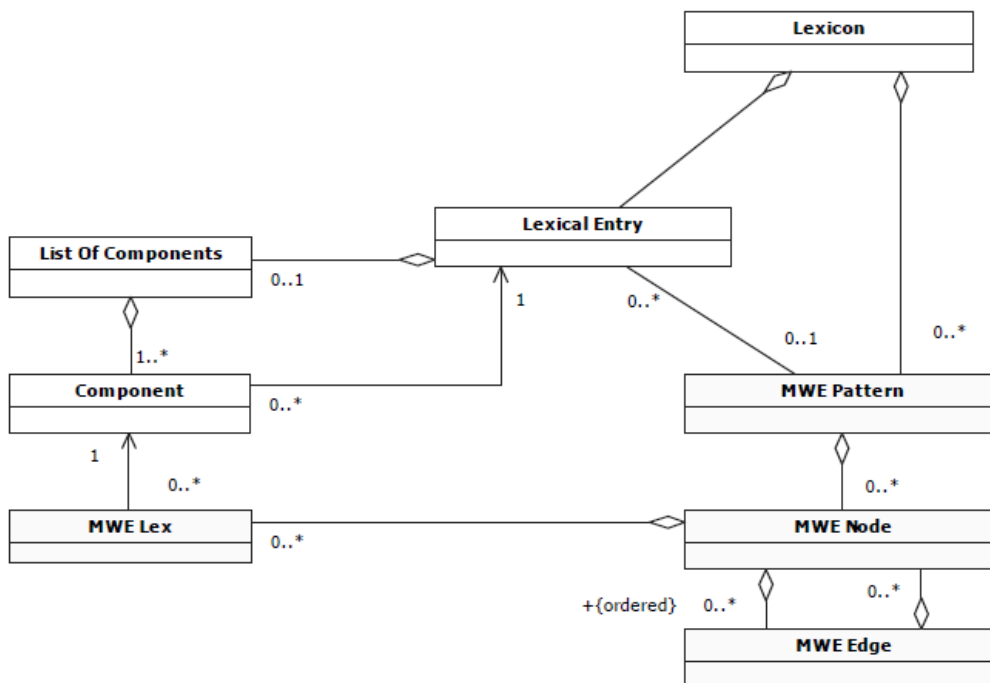 Lexicon
Lexical Entry
List Of Components
0..1
1
0..*
0..1
0..*
1..*
Component
0..*
MWE Pattern
1
0..*
0..*
MWE Lex
0..*
MWE Node
+{ordered}
0..*
0..*
MWE Edge